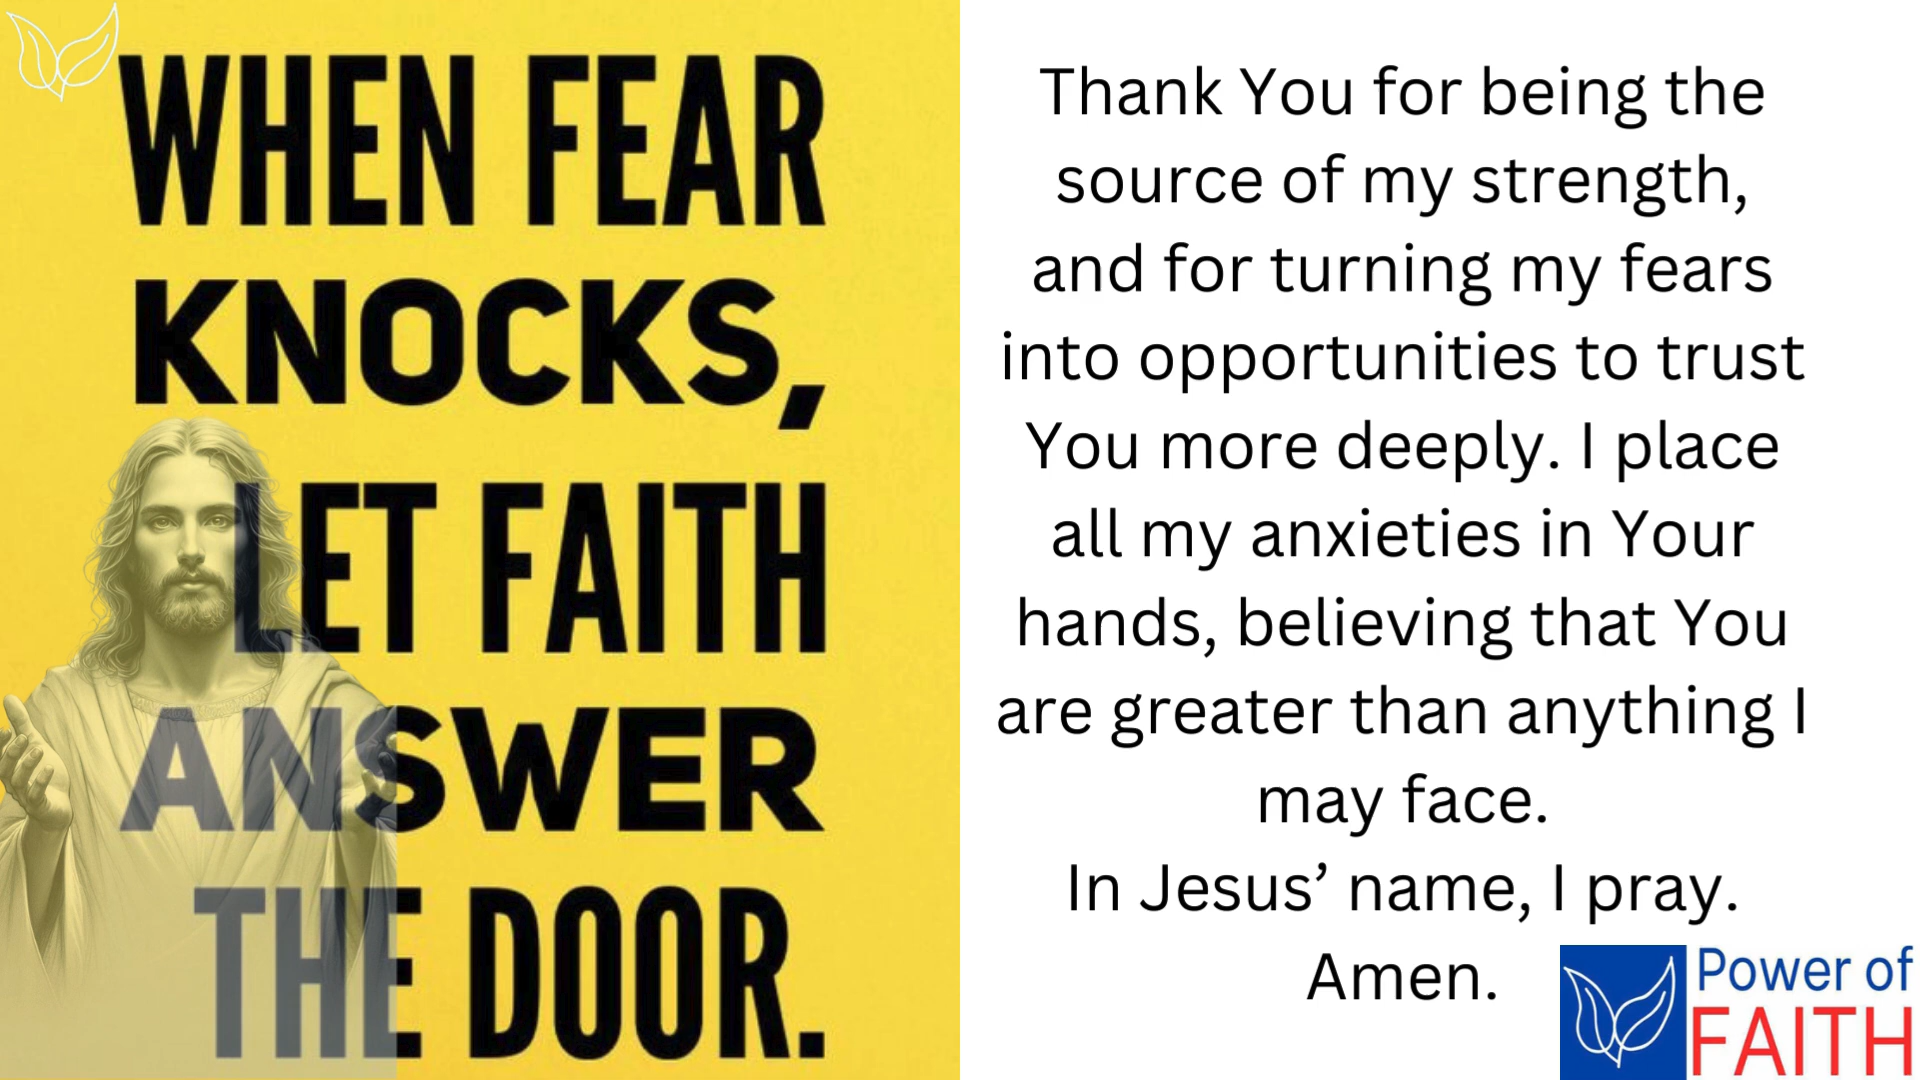 WHEN FEAR
KNOCKS,
LET FAITH
ANSWER
THE DOOR.
Thank You for being the
source of my strength,
and for turning my fears
into opportunities to trust
You more deeply. I place
all my anxieties in Your
hands, believing that You
are greater than anything I
may face.
In Jesus’ name, I pray.
Amen.
Power of
FAITH